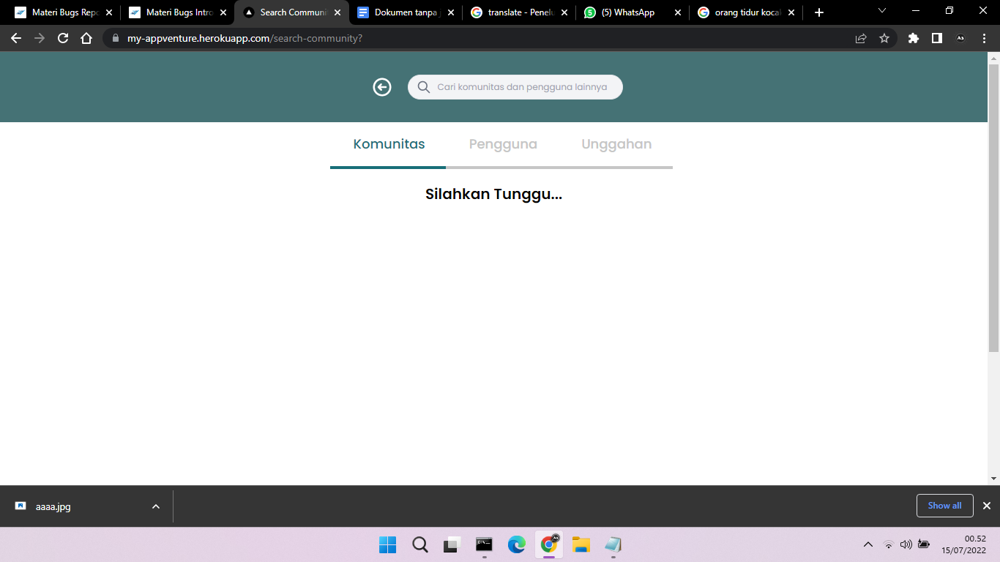 Materi Bugs Repo
Materi Bugs Intro
Search Communi
Dokumen tanpa j
translate - Penelu
(5) WhatsApp
orang tidur kocak
my-appventure.herokuapp.com/search-community?
Cari komunitas dan pengguna lainnya
Komunitas
Pengguna
Unggahan
Silahkan Tunggu...
aaaa.jpg
Show all
00.52
15/07/2022